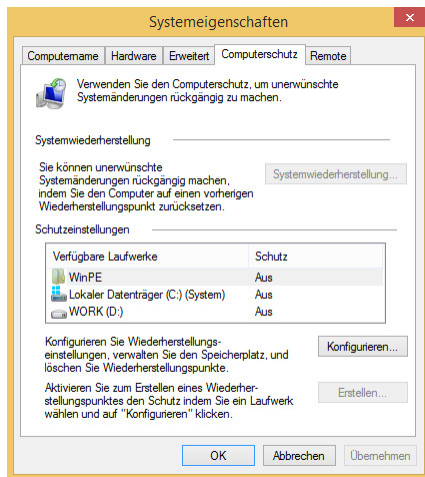 Systemeigenschaften
Computername Hardware Erweitert Computerschutz Remote
Verwenden Sie den Computerschutz, um unerwünschte
Systemänderungen rückgängig zu machen.
Systemwiederherstellung
Sie können unerwünschte
Systemänderungen rückgängig machen,
indem Sie den Computer auf einen vorherigen
Wiederherstellungspunkt zurücksetzen.
Systemwiederherstellung...
Schutzeinstellungen
Verfügbare Laufwerke Schutz
WinPE Aus
Lokaler Datenträger (C:) (System) Aus
WORK (D:) Aus
Konfigurieren Sie Wiederherstellungs-
einstellungen, verwalten Sie den Speicherplatz, und
löschen Sie Wiederherstellungspunkte.
Konfigurieren...
Aktivieren Sie zum Erstellen eines Wiederher-
stellungspunktes den Schutz indem Sie ein Laufwerk
wählen und auf "Konfigurieren" klicken.
Erstellen...
OK Abbrechen Übernehmen